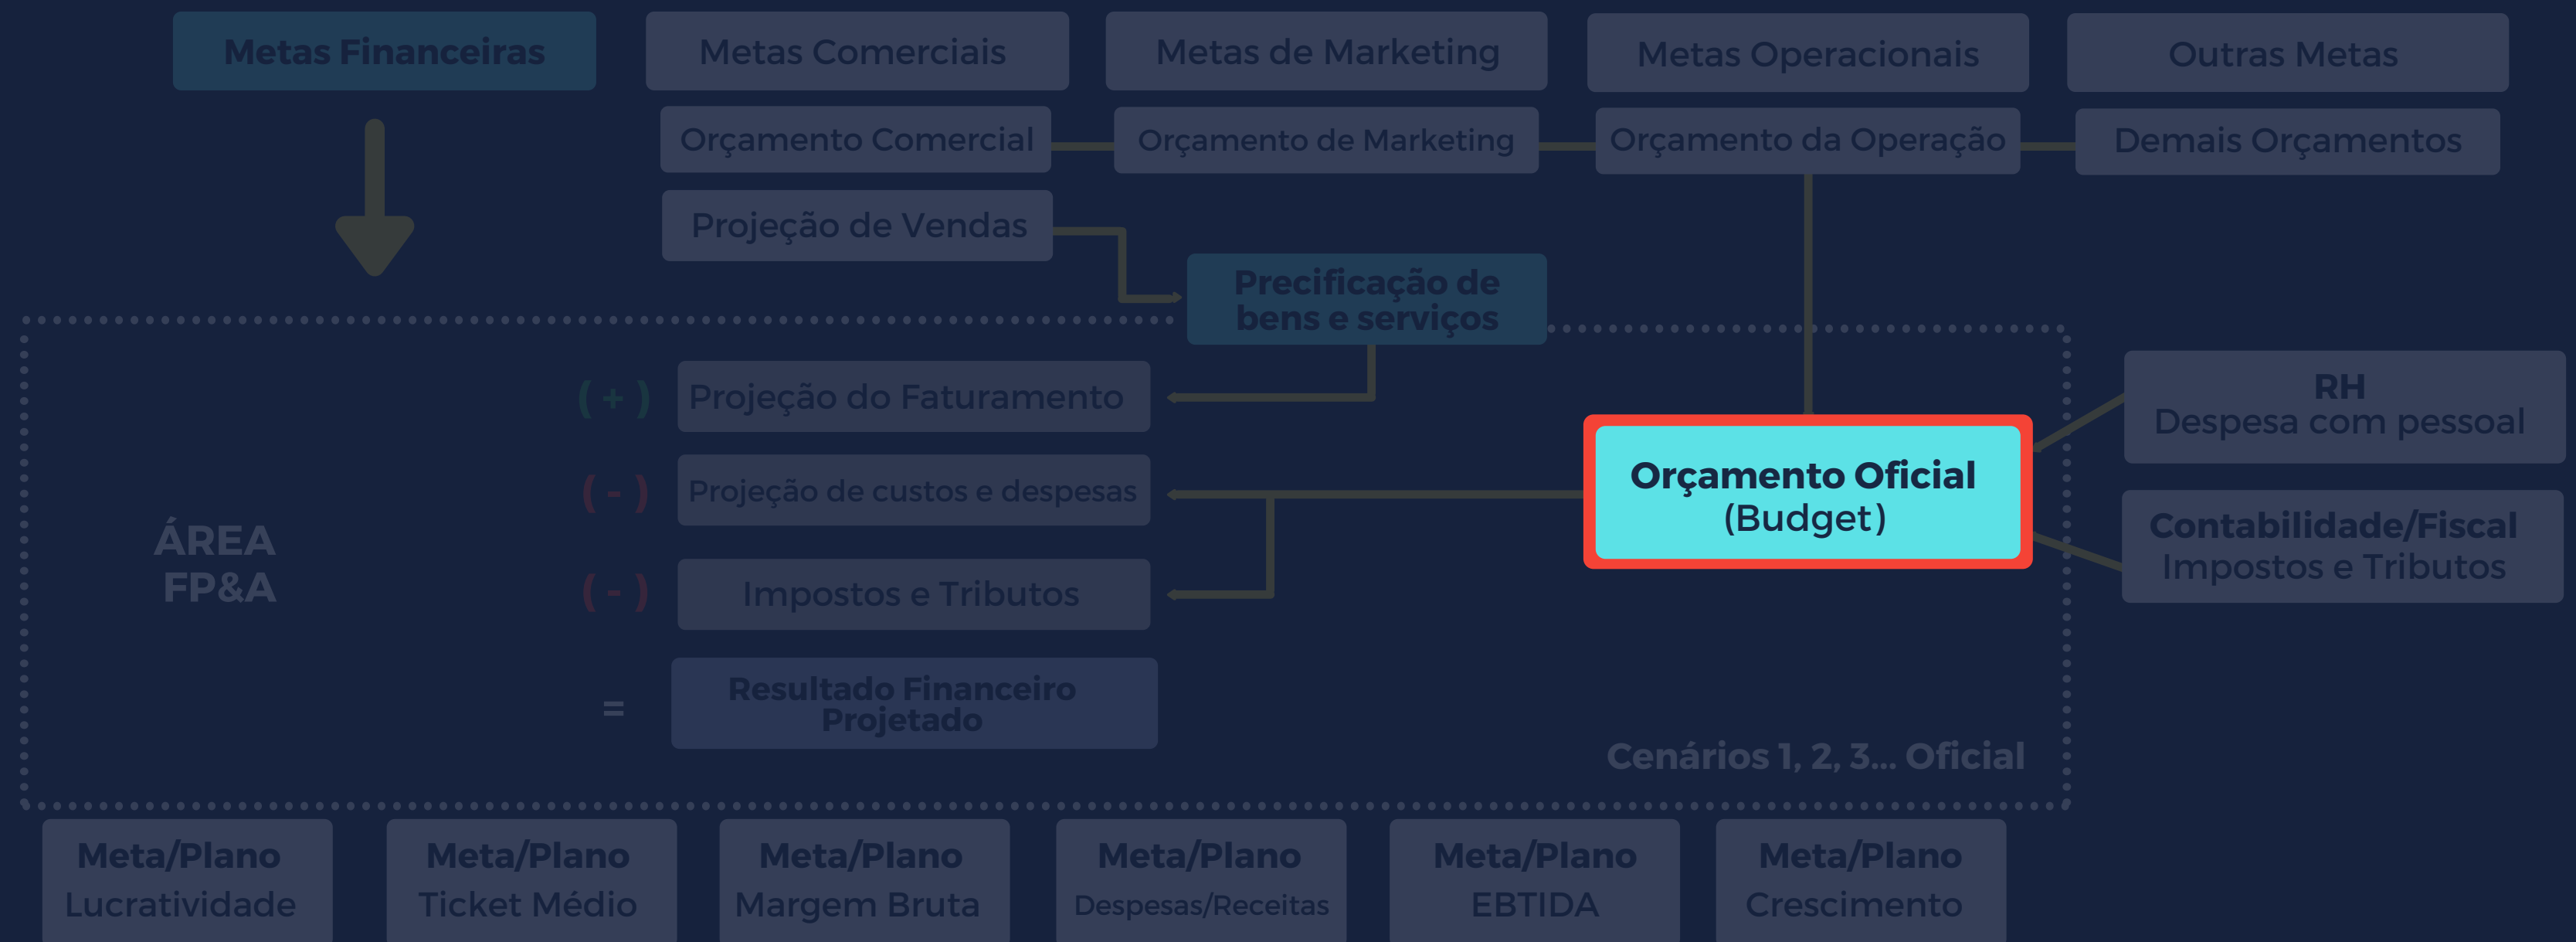 Metas Financeiras
Metas Comerciais
Metas de Marketing
Metas Operacionais
Outras Metas
Orçamento Comercial
Orçamento de Marketing
Orçamento da Operação
Demais Orçamentos
Projeção de Vendas
Precificação de
bens e serviços
( + )
Projeção do Faturamento
( - )
Projeção de custos e despesas
( - )
Impostos e Tributos
=
Resultado Financeiro
Projetado
ÁREA
FP&A
Orçamento Oficial
(Budget)
RH
Despesa com pessoal
Contabilidade/Fiscal
Impostos e Tributos
Cenários 1, 2, 3... Oficial
Meta/Plano
Lucratividade
Meta/Plano
Ticket Médio
Meta/Plano
Margem Bruta
Meta/Plano
Despesas/Receitas
Meta/Plano
EBTIDA
Meta/Plano
Crescimento